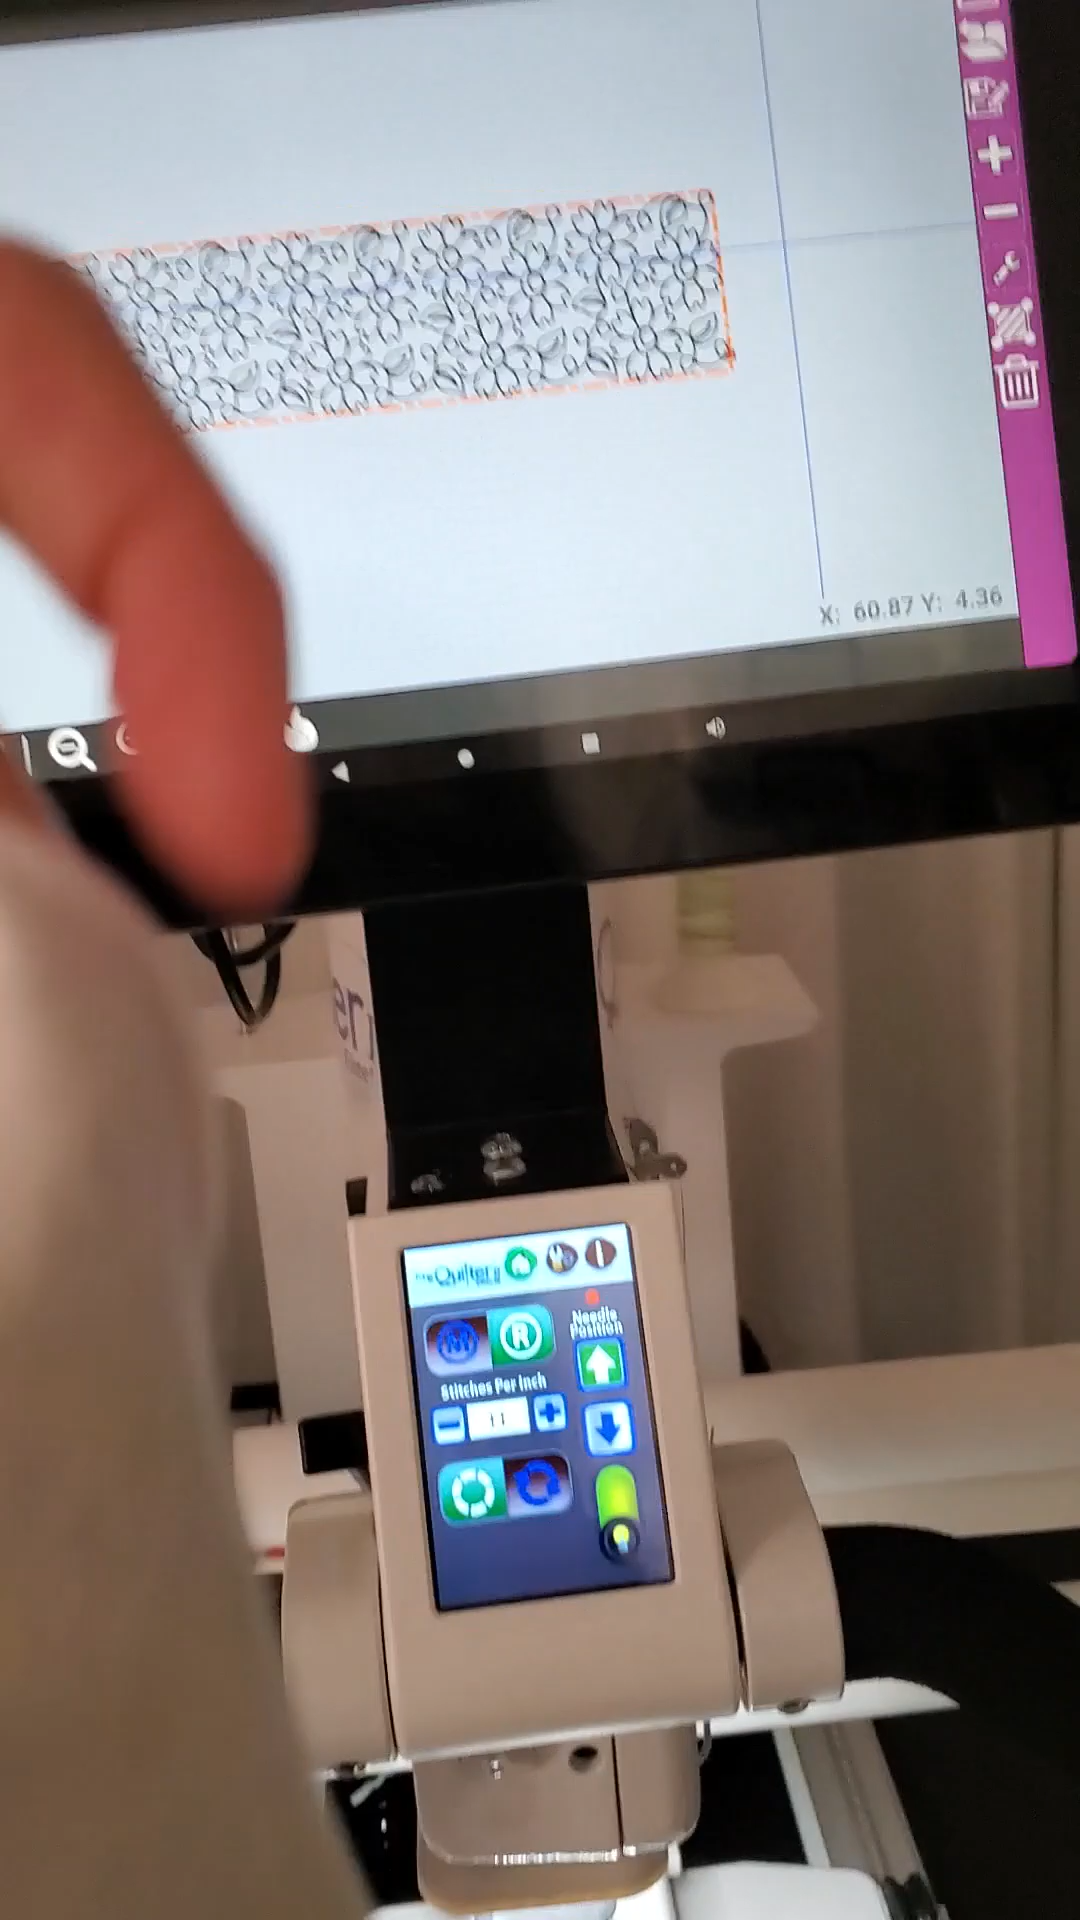 X: 60.87 Y: 4.36
Quilter
M R
Needle
Position
Stitches Per Inch
11